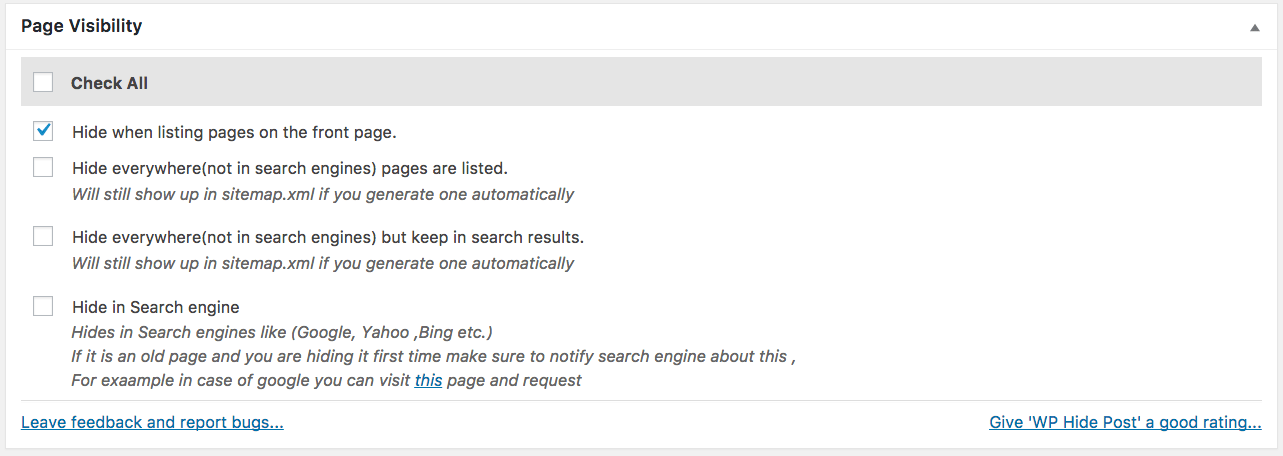 Page Visibility
Check All
Hide when listing pages on the front page.
Hide everywhere(not in search engines) pages are listed.
Will still show up in sitemap.xml if you generate one automatically
Hide everywhere(not in search engines) but keep in search results.
Will still show up in sitemap.xml if you generate one automatically
Hide in Search engine
Hides in Search engines like (Google, Yahoo ,Bing etc.)
If it is an old page and you are hiding it first time make sure to notify search engine about this ,
For exaample in case of google you can visit this page and request
Leave feedback and report bugs... Give 'WP Hide Post' a good rating...